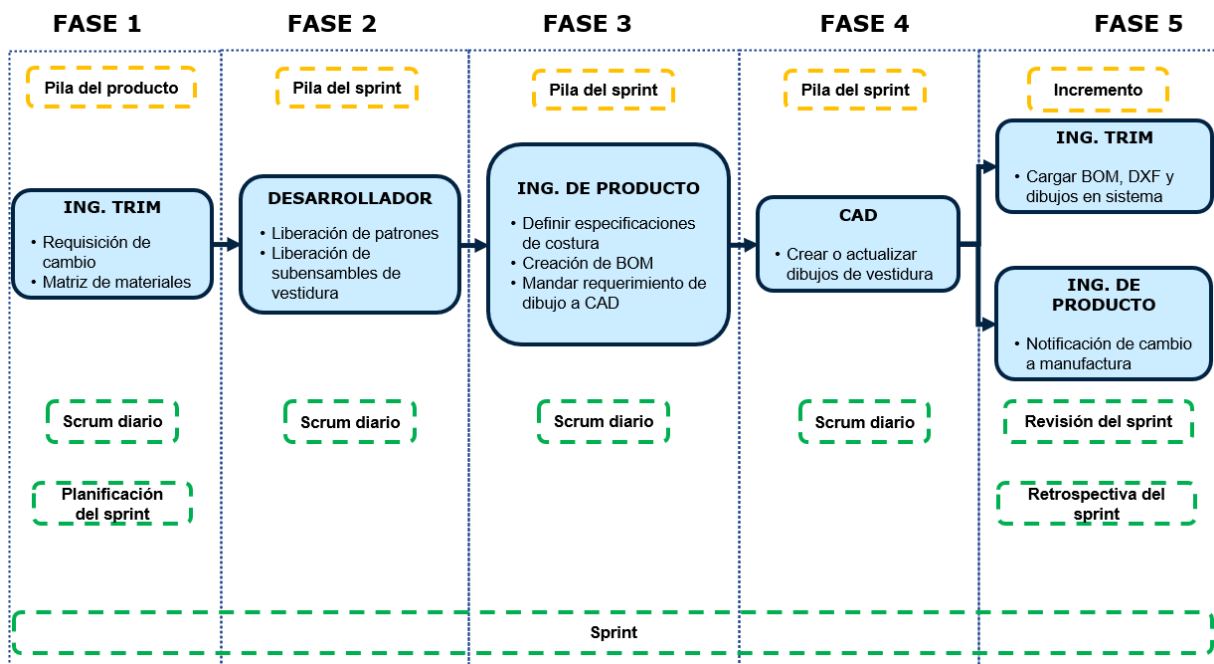 FASE 1
FASE 2
FASE 3
FASE 4
FASE 5
Pila del producto
Pila del sprint
Pila del sprint
Pila del sprint
Incremento
ING. TRIM
• Requisición de
cambio
• Matriz de materiales
DESARROLLADOR
• Liberación de patrones
• Liberación de
subensambles de
vestidura
ING. DE PRODUCTO
• Definir especificaciones
de costura
• Creación de BOM
• Mandar requerimiento de
dibujo a CAD
CAD
• Crear o actualizar
dibujos de vestidura
ING. TRIM
• Cargar BOM, DXF y
dibujos en sistema
ING. DE
PRODUCTO
• Notificación de cambio
a manufactura
Scrum diario
Scrum diario
Scrum diario
Scrum diario
Revisión del sprint
Planificación
del sprint
Retrospectiva del
sprint
Sprint